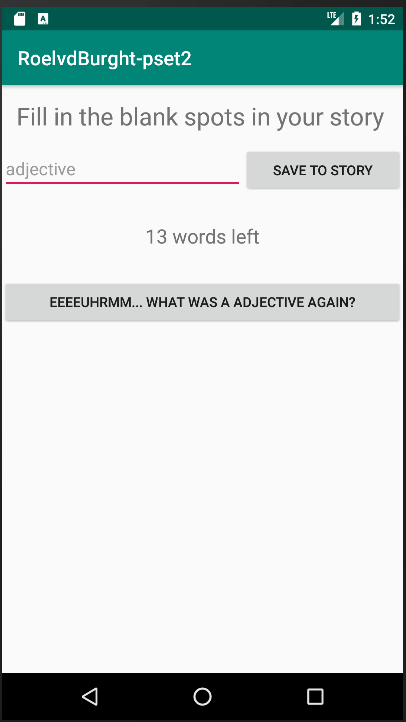 LTE 1:52
RoelvdBurght-pset2
Fill in the blank spots in your story
adjective SAVE TO STORY
13 words left
EEEEUHRMM... WHAT WAS A ADJECTIVE AGAIN?